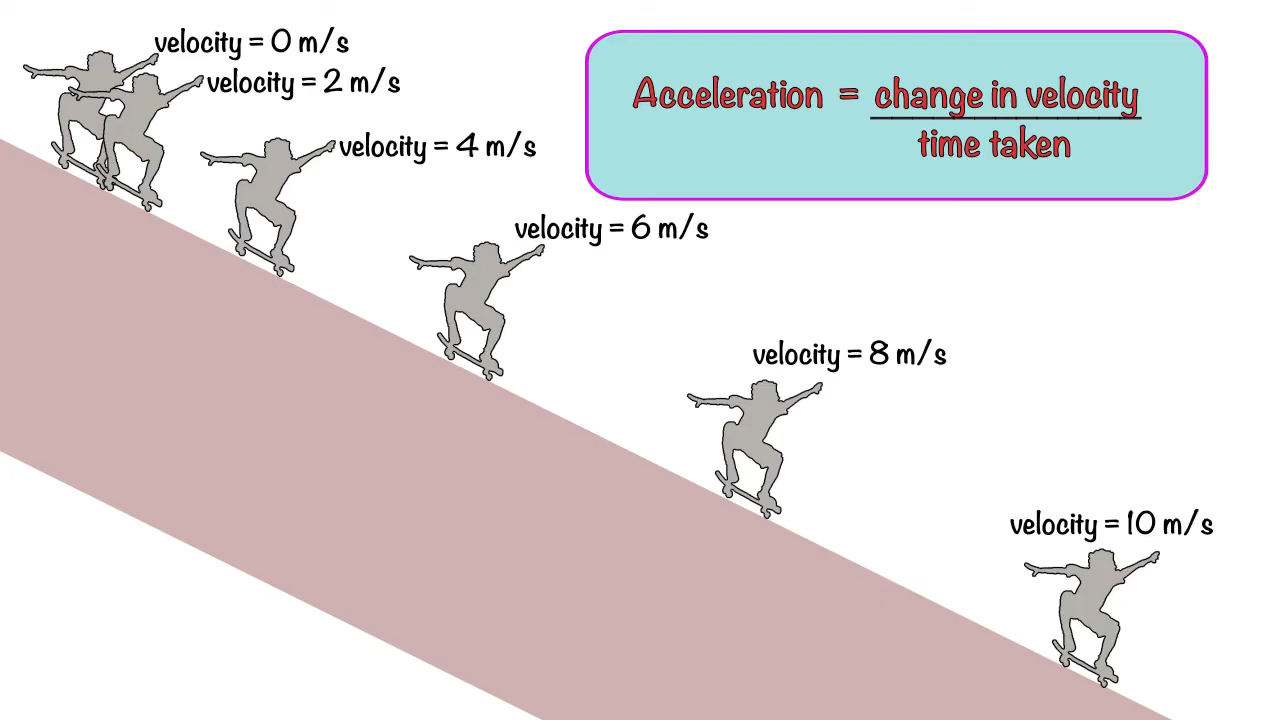 velocity = 0 m/s
velocity = 2 m/s
Acceleration = change in velocity
time taken
velocity = 4 m/s
velocity = 6 m/s
velocity = 8 m/s
velocity = 10 m/s